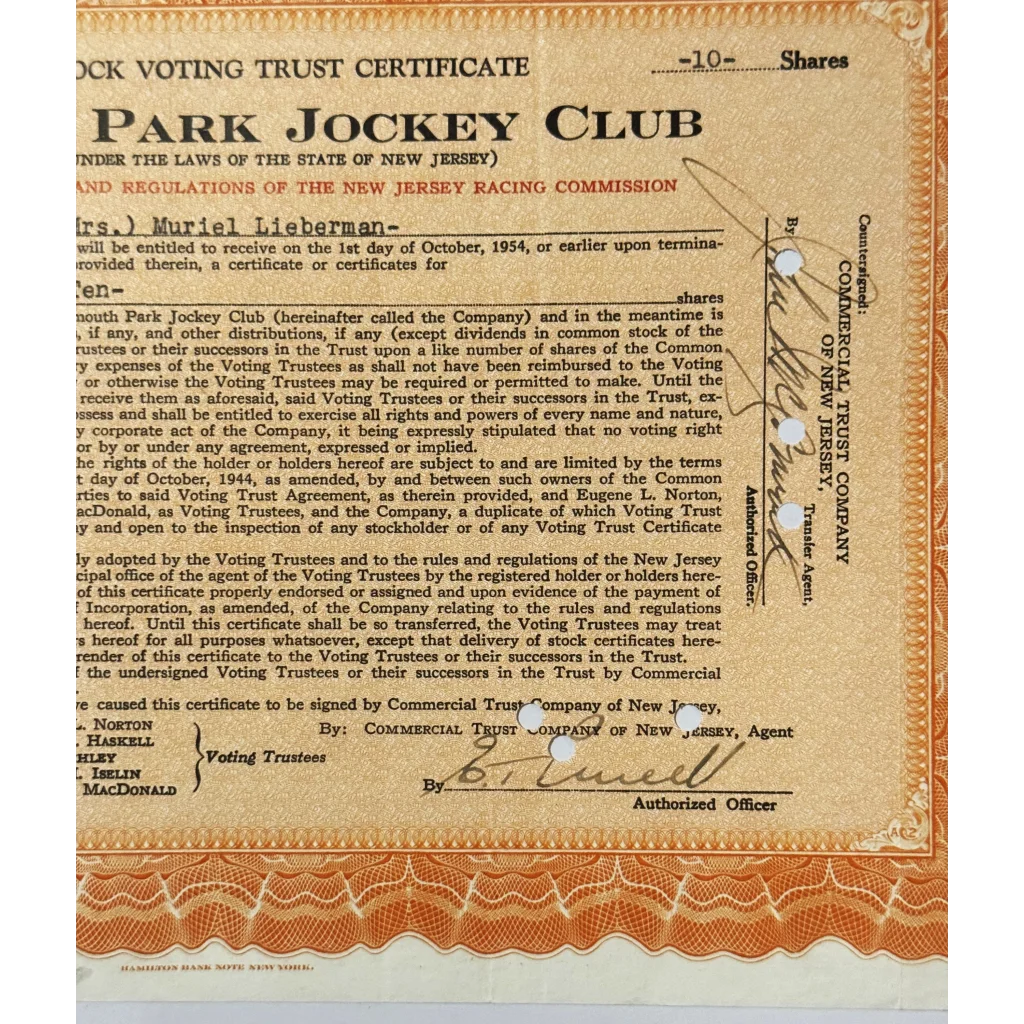 OCK VOTING TRUST CERTIFICATE
-10- Shares
PARK JOCKEY CLUB
UNDER THE LAWS OF THE STATE OF NEW JERSEY)
AND REGULATIONS OF THE NEW JERSEY RACING COMMISSION
Mrs.) Muriel Lieberman-
will be entitled to receive on the 1st day of October, 1954, or earlier upon termina-
rovided therein, a certificate or certificates for
Ten-
shares
mouth Park Jockey Club (hereinafter called the Company) and in the meantime is
, if any, and other distributions, if any (except dividends in common stock of the
rustees or their successors in the Trust upon a like number of shares of the Common
y expenses of the Voting Trustees as shall not have been reimbursed to the Voting
or otherwise the Voting Trustees may be required or permitted to make. Until the
receive them as aforesaid, said Voting Trustees or their successors in the Trust, ex-
ossess and shall be entitled to exercise all rights and powers of every name and nature,
y corporate act of the Company, it being expressly stipulated that no voting right
or by or under any agreement, expressed or implied.
he rights of the holder or holders hereof are subject to and are limited by the terms
t day of October, 1944, as amended, by and between such owners of the Common
rties to said Voting Trust Agreement, as therein provided, and Eugene L. Norton,
acDonald, as Voting Trustees, and the Company, a duplicate of which Voting Trust
y and open to the inspection of any stockholder or of any Voting Trust Certificate
ly adopted by the Voting Trustees and to the rules and regulations of the New Jersey
cipal office of the agent of the Voting Trustees by the registered holder or holders here-
of this certificate properly endorsed or assigned and upon evidence of the payment of
f Incorporation, as amended, of the Company relating to the rules and regulations
hereof. Until this certificate shall be so transferred, the Voting Trustees may treat
s hereof for all purposes whatsoever, except that delivery of stock certificates here-
render of this certificate to the Voting Trustees or their successors in the Trust.
f the undersigned Voting Trustees or their successors in the Trust by Commercial
ve caused this certificate to be signed by Commercial Trust Company of New Jersey,
L. NORTON
. HASKELL
HLEY
. ISELIN
MACDONALD
Voting Trustees
By: COMMERCIAL TRUST COMPANY OF NEW JERSEY, Agent
By
Authorized Officer
Countersigned:
COMMERCIAL TRUST COMPANY
OF NEW JERSEY,
Transfer Agent,
By
Authorized Officer.
HAMILTON BANK NOTE NEW YORK.